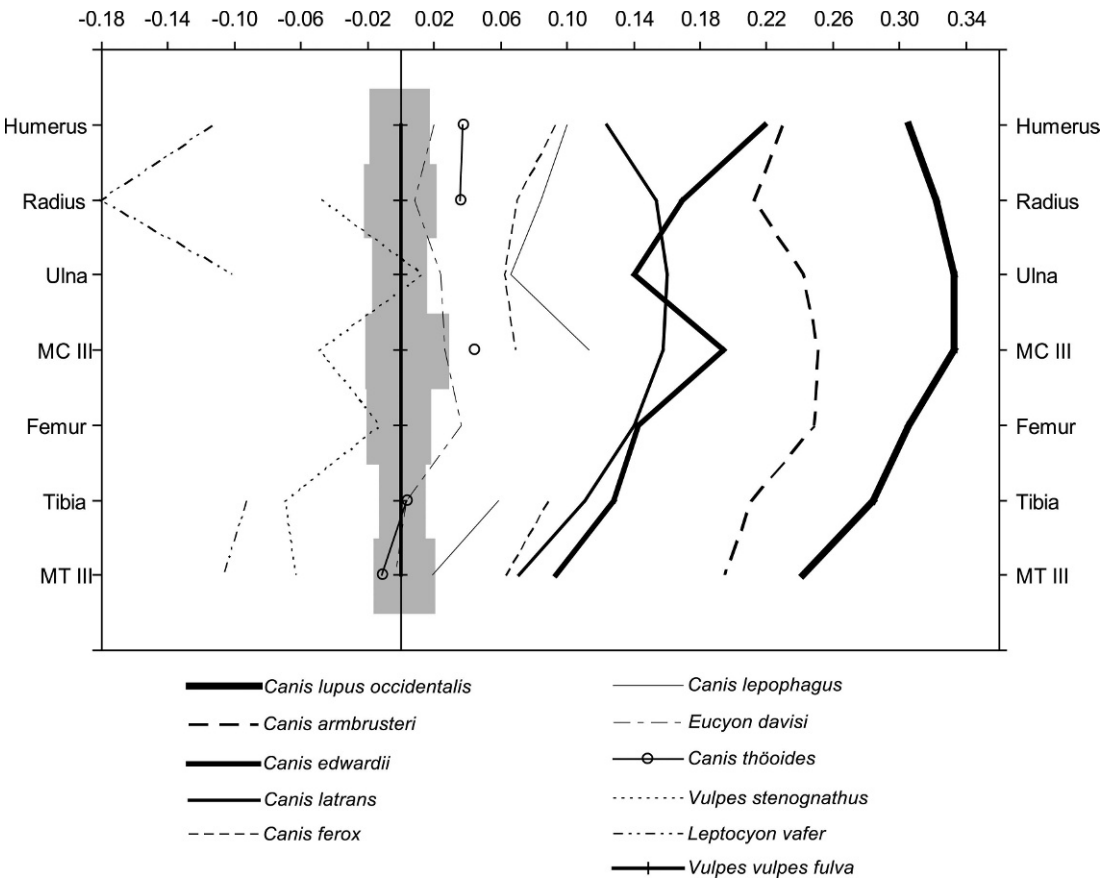 -0.18 -0.14 -0.10 -0.06 -0.02 0.02 0.06 0.10 0.14 0.18 0.22 0.26 0.30 0.34
Humerus Humerus
Radius Radius
Ulna Ulna
MC III MC III
Femur Femur
Tibia Tibia
MT III MT III
Canis lupus occidentalis
Canis armbrusteri
Canis edwardii
Canis latrans
Canis ferox
Canis lepophagus
Eucyon davisi
Canis thöoides
Vulpes stenognathus
Leptocyon vafer
Vulpes vulpes fulva